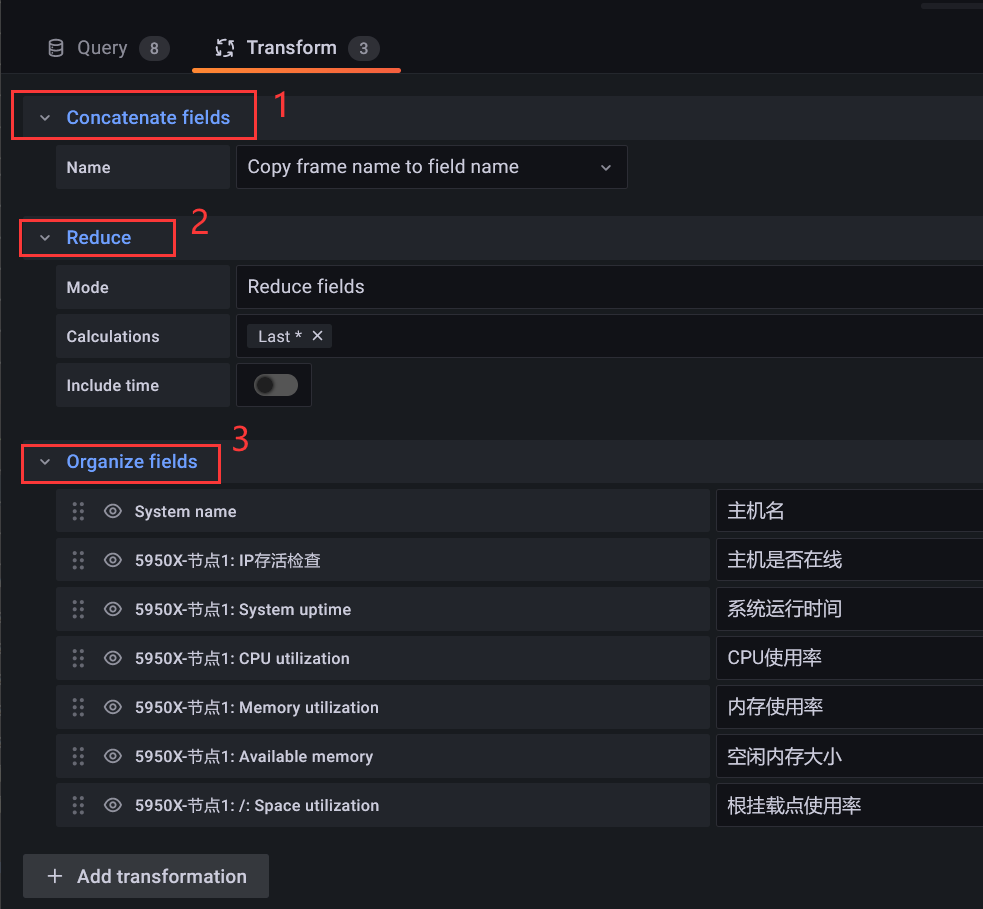 Query 8 Transform 3
Concatenate fields 1
Name Copy frame name to field name
Reduce 2
Mode Reduce fields
Calculations Last * ✕
Include time
Organize fields 3
System name 主机名
5950X-节点1: IP存活检查 主机是否在线
5950X-节点1: System uptime 系统运行时间
5950X-节点1: CPU utilization CPU使用率
5950X-节点1: Memory utilization 内存使用率
5950X-节点1: Available memory 空闲内存大小
5950X-节点1: /: Space utilization 根挂载点使用率
+ Add transformation